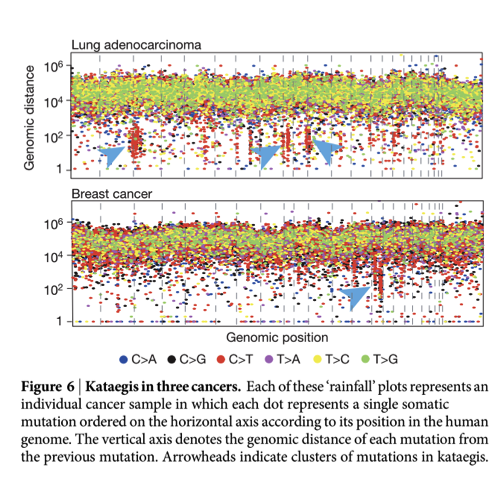 Lung adenocarcinoma
Genomic distance
10⁶
10⁴
10²
1
Breast cancer
10⁶
10⁴
10²
1
Genomic position
C>A C>G C>T T>A T>C T>G
Figure 6 | Kataegis in three cancers. Each of these ‘rainfall’ plots represents an
individual cancer sample in which each dot represents a single somatic
mutation ordered on the horizontal axis according to its position in the human
genome. The vertical axis denotes the genomic distance of each mutation from
the previous mutation. Arrowheads indicate clusters of mutations in kataegis.